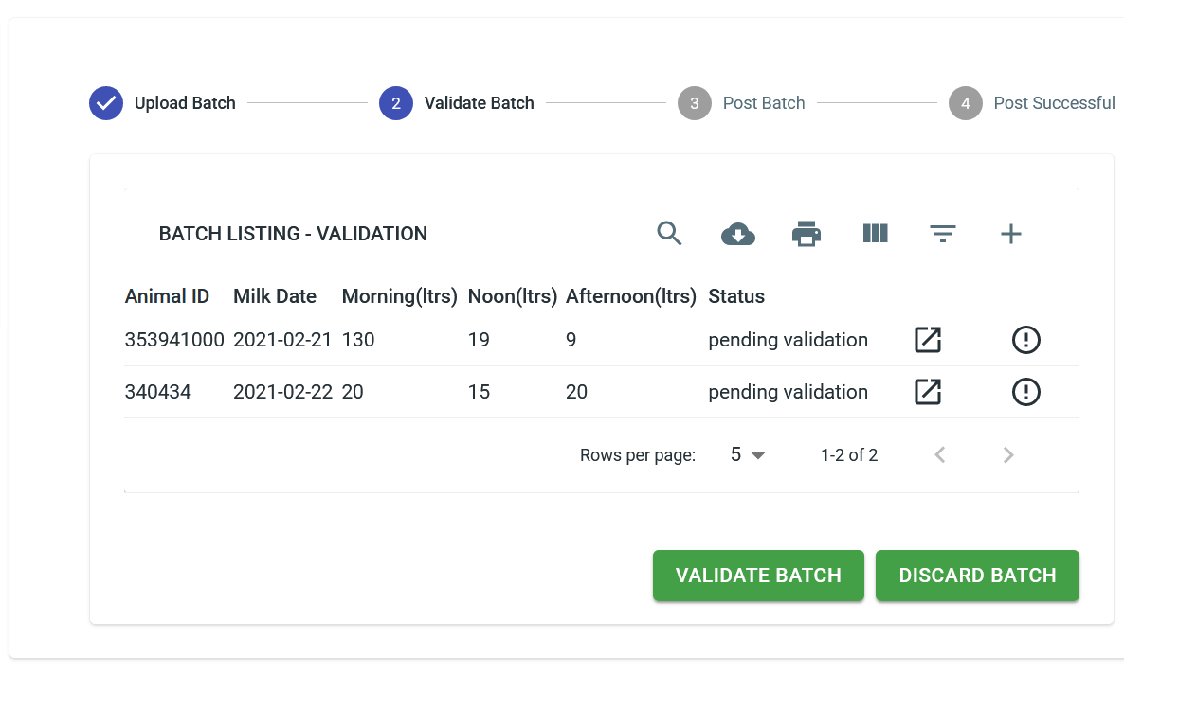 Upload Batch 2 Validate Batch 3 Post Batch 4 Post Successful
BATCH LISTING - VALIDATION
Animal ID Milk Date Morning(ltrs) Noon(ltrs) Afternoon(ltrs) Status
353941000 2021-02-21 130 19 9 pending validation
340434 2021-02-22 20 15 20 pending validation
Rows per page: 5 1-2 of 2
VALIDATE BATCH DISCARD BATCH